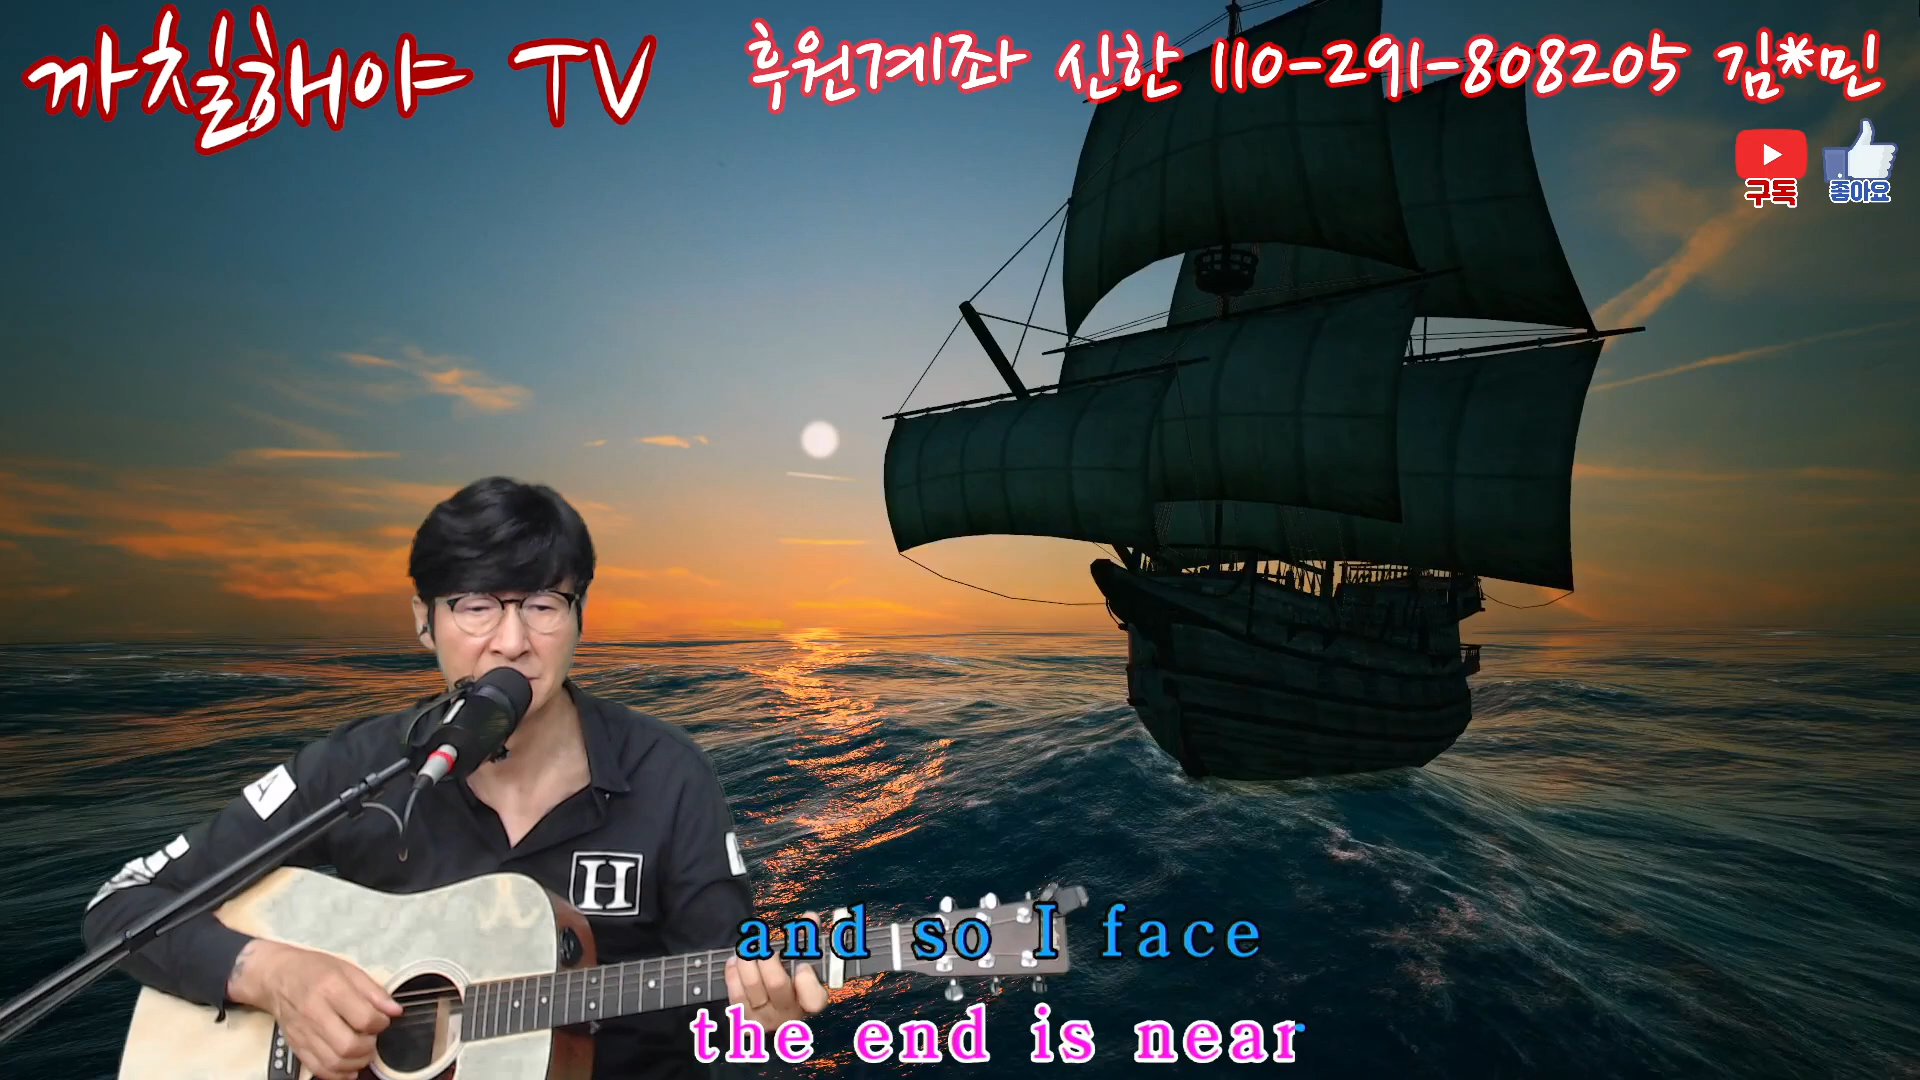 까칠해야 TV
후원계좌 신한 110-291-808205 김*민
구독
좋아요
A
H
and so I face
the end is near